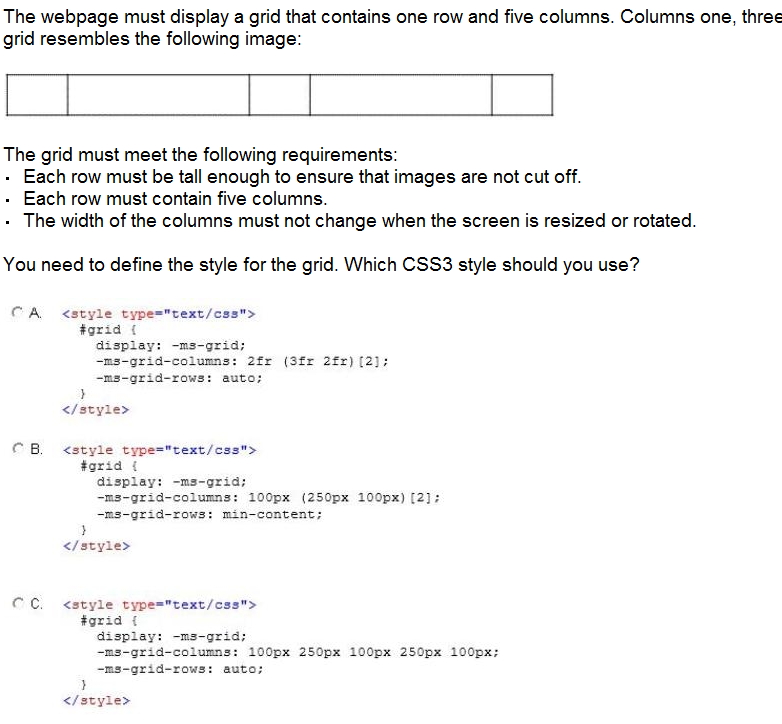 The webpage must display a grid that contains one row and five columns. Columns one, three
grid resembles the following image:
The grid must meet the following requirements:
· Each row must be tall enough to ensure that images are not cut off.
· Each row must contain five columns.
· The width of the columns must not change when the screen is resized or rotated.
You need to define the style for the grid. Which CSS3 style should you use?
A. <style type="text/css">
#grid {
display: -ms-grid;
-ms-grid-columns: 2fr (3fr 2fr)[2];
-ms-grid-rows: auto;
}
</style>
B. <style type="text/css">
#grid {
display: -ms-grid;
-ms-grid-columns: 100px (250px 100px)[2];
-ms-grid-rows: min-content;
}
</style>
C. <style type="text/css">
#grid {
display: -ms-grid;
-ms-grid-columns: 100px 250px 100px 250px 100px;
-ms-grid-rows: auto;
}
</style>